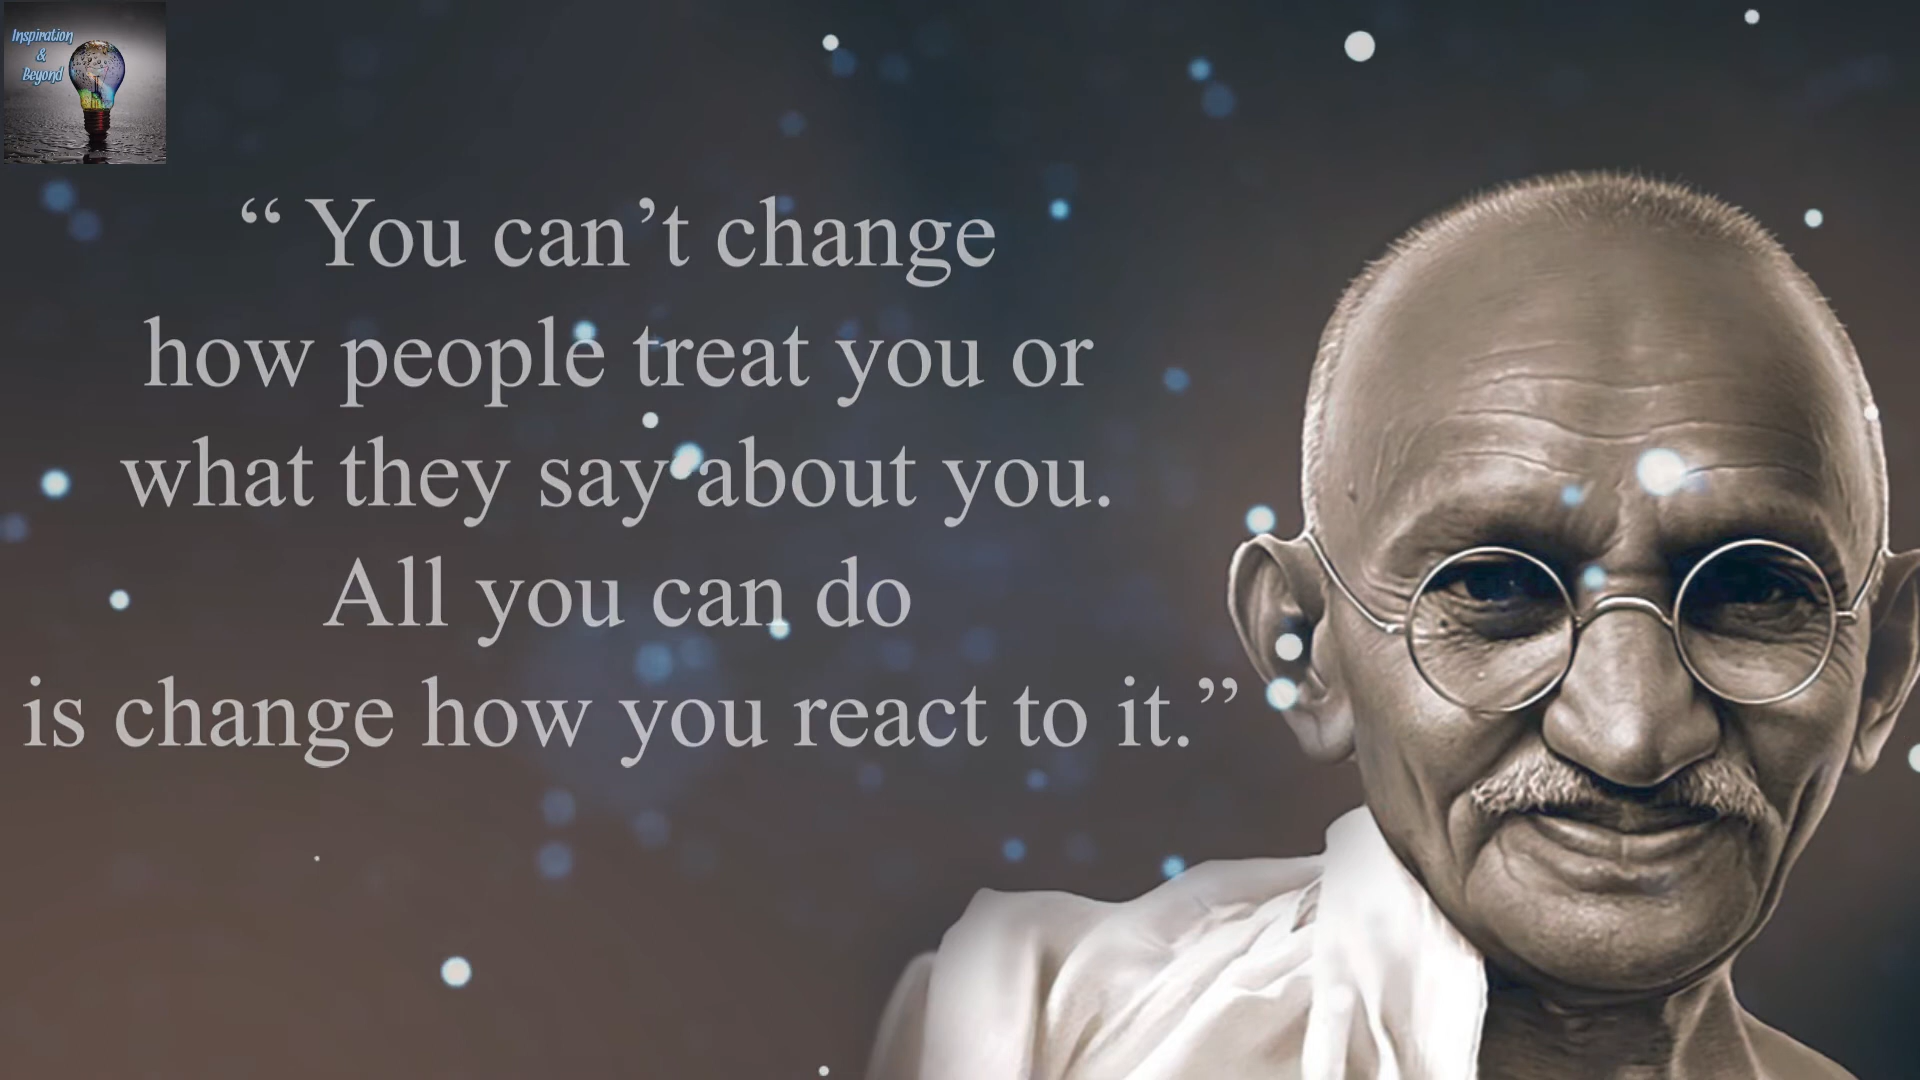 Inspiration
&
Beyond
“ You can’t change
how people treat you or
what they say about you.
All you can do
is change how you react to it.”